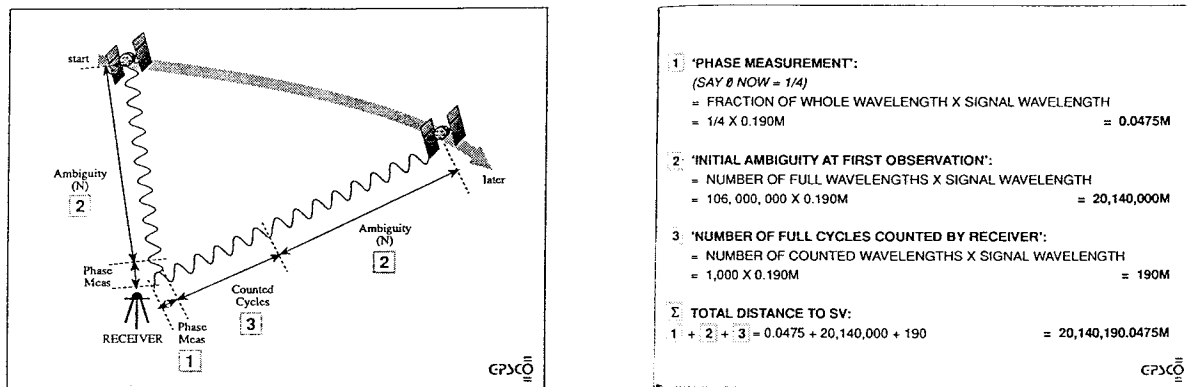 start
Ambiguity
(N)
2
Phase
Meas
RECEIVER
Phase
Meas
1
Counted
Cycles
3
Ambiguity
(N)
2
later
GPSCO
1 'PHASE MEASUREMENT':
(SAY ø NOW = 1/4)
= FRACTION OF WHOLE WAVELENGTH X SIGNAL WAVELENGTH
= 1/4 X 0.190M = 0.0475M
2 'INITIAL AMBIGUITY AT FIRST OBSERVATION':
= NUMBER OF FULL WAVELENGTHS X SIGNAL WAVELENGTH
= 106, 000, 000 X 0.190M = 20,140,000M
3 'NUMBER OF FULL CYCLES COUNTED BY RECEIVER':
= NUMBER OF COUNTED WAVELENGTHS X SIGNAL WAVELENGTH
= 1,000 X 0.190M = 190M
Σ TOTAL DISTANCE TO SV:
1 + 2 + 3 = 0.0475 + 20,140,000 + 190 = 20,140,190.0475M
GPSCO